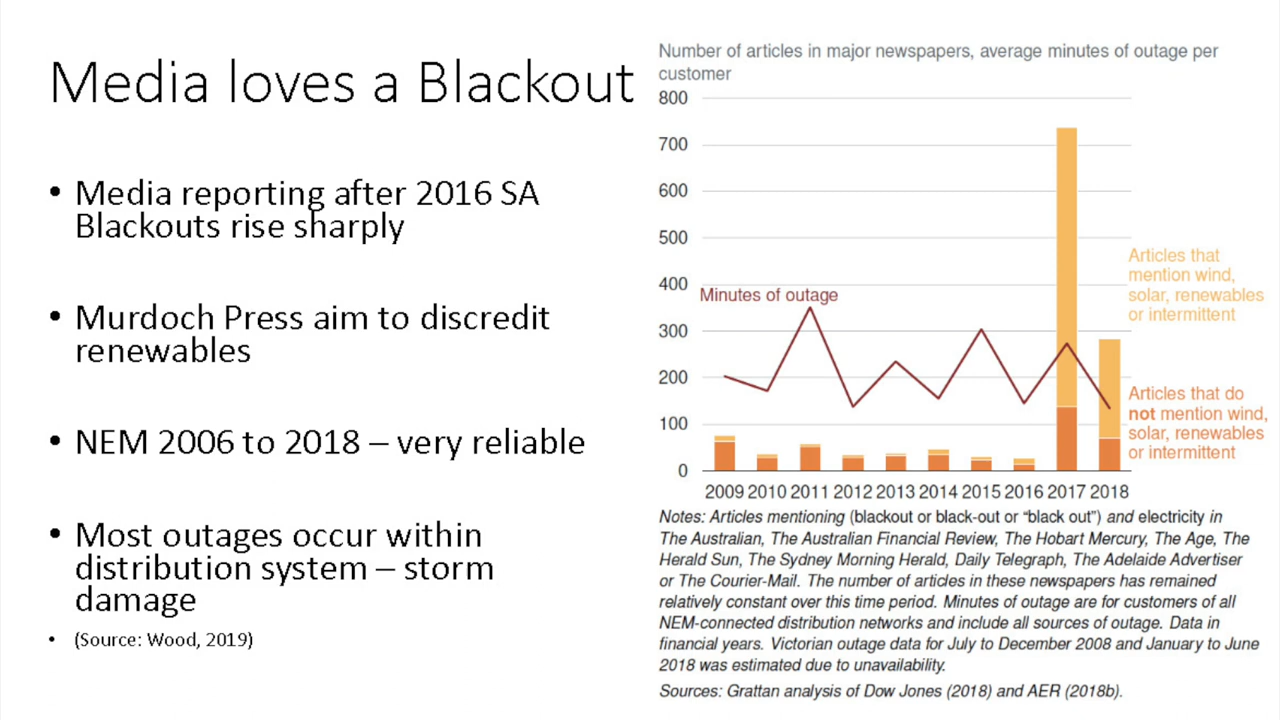 Media loves a Blackout
• Media reporting after 2016 SA
Blackouts rise sharply
• Murdoch Press aim to discredit
renewables
• NEM 2006 to 2018 – very reliable
• Most outages occur within
distribution system – storm
damage
• (Source: Wood, 2019)
Number of articles in major newspapers, average minutes of outage per
customer
800
700
600
500
400
300
200
100
0
Minutes of outage
Articles that
mention wind,
solar, renewables
or intermittent
Articles that do
not mention wind,
solar, renewables
or intermittent
2009 2010 2011 2012 2013 2014 2015 2016 2017 2018
Notes: Articles mentioning (blackout or black-out or “black out”) and electricity in
The Australian, The Australian Financial Review, The Hobart Mercury, The Age, The
Herald Sun, The Sydney Morning Herald, Daily Telegraph, The Adelaide Advertiser
or The Courier-Mail. The number of articles in these newspapers has remained
relatively constant over this time period. Minutes of outage are for customers of all
NEM-connected distribution networks and include all sources of outage. Data in
financial years. Victorian outage data for July to December 2008 and January to June
2018 was estimated due to unavailability.
Sources: Grattan analysis of Dow Jones (2018) and AER (2018b).